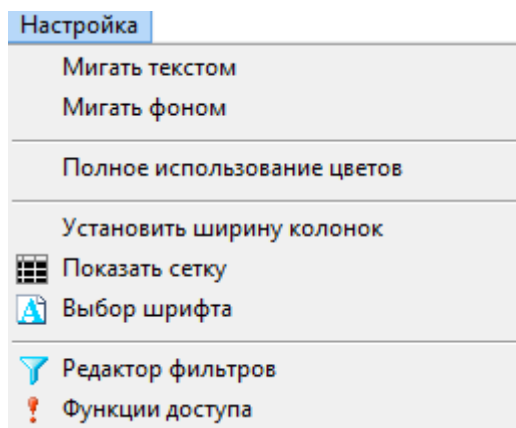 Настройка
Мигать текстом
Мигать фоном
Полное использование цветов
Установить ширину колонок
Показать сетку
Выбор шрифта
Редактор фильтров
Функции доступа